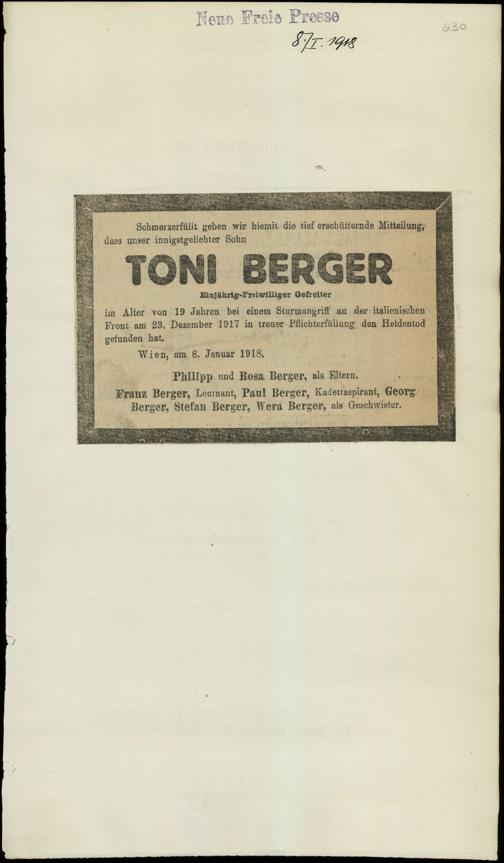 Neue Freie Presse
8./I. 1918
230
Schmerzerfüllt geben wir hiemit die tief erschütternde Mitteilung,
dass unser innigstgeliebter Sohn
TONI BERGER
Einjährig-Freiwilliger Gefreiter
im Alter von 19 Jahren bei einem Sturmangriff an der italienischen
Front am 23. Dezember 1917 in treuer Pflichterfüllung den Heldentod
gefunden hat.
Wien, am 8. Januar 1918.
Philipp und Rosa Berger, als Eltern.
Franz Berger, Leutnant, Paul Berger, Kadettaspirant, Georg
Berger, Stefan Berger, Wera Berger, als Geschwister.